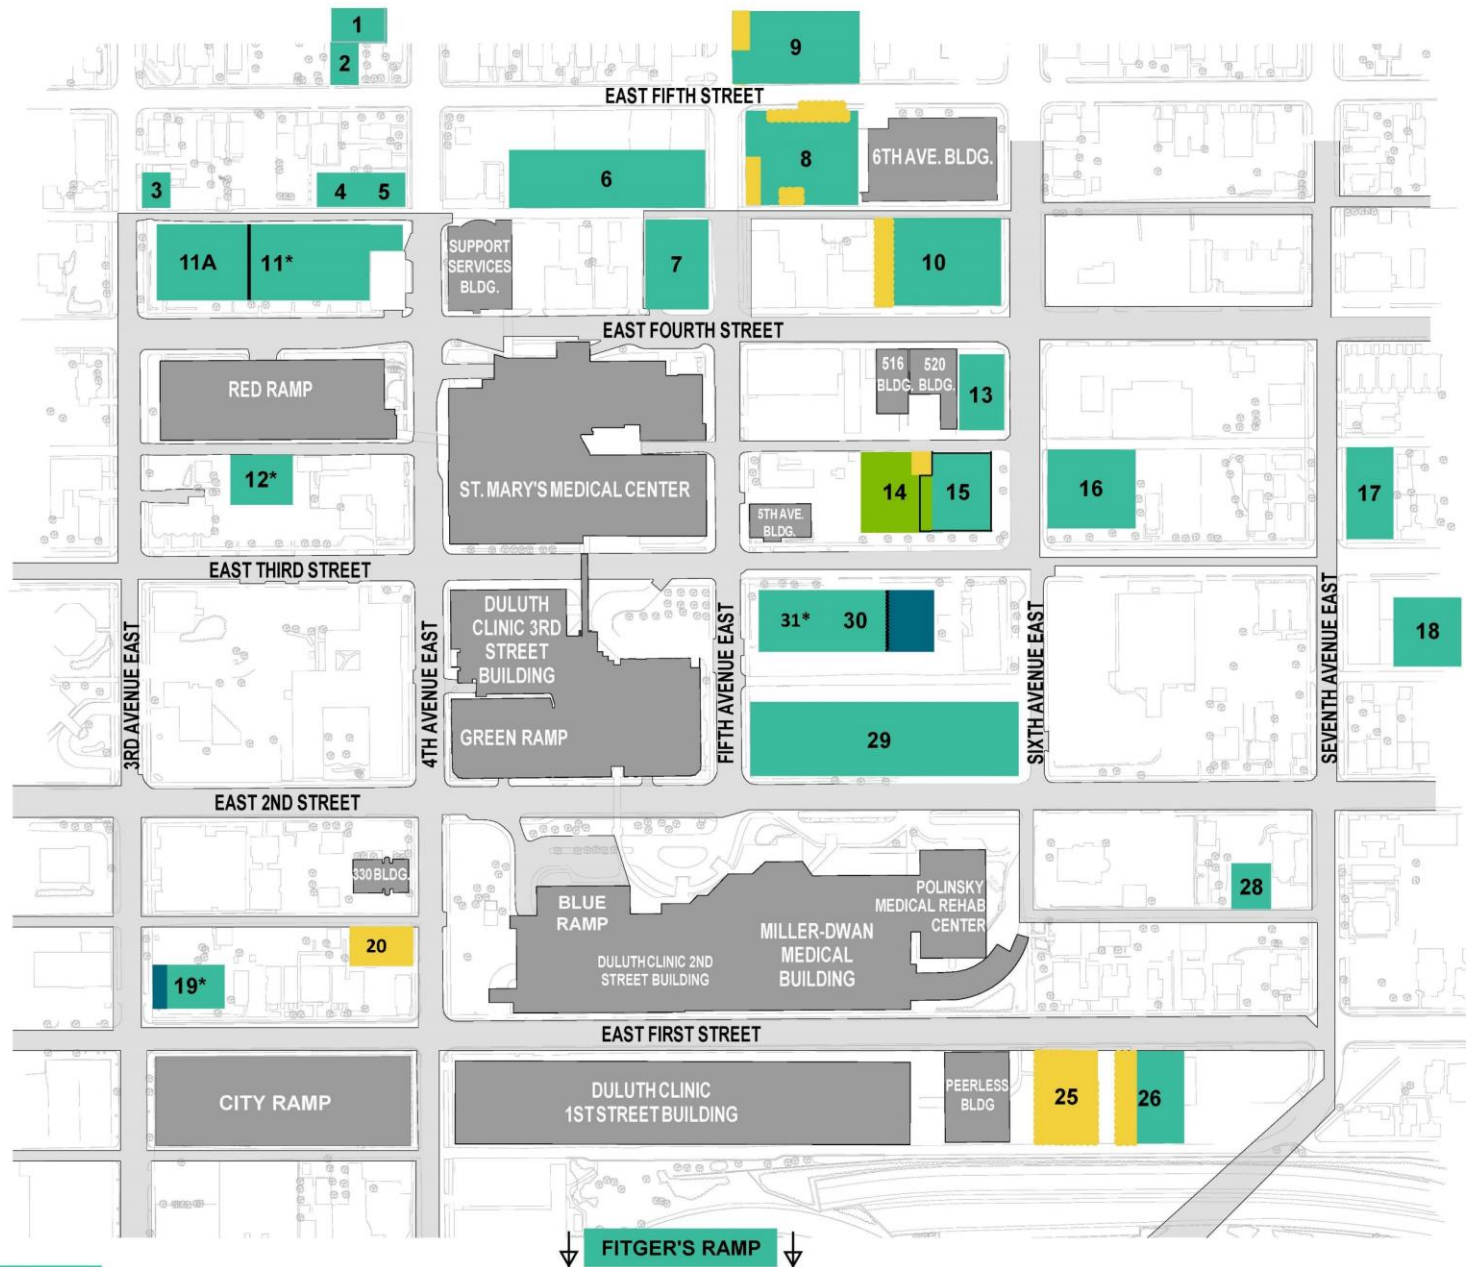 1
2
9
EAST FIFTH STREET
8
6TH AVE. BLDG.
3
4
5
6
11A
11*
SUPPORT
SERVICES
BLDG.
7
10
EAST FOURTH STREET
RED RAMP
516
BLDG.
520
BLDG.
13
12*
ST. MARY'S MEDICAL CENTER
14
15
16
17
5TH AVE.
BLDG.
EAST THIRD STREET
3RD AVENUE EAST
4TH AVENUE EAST
DULUTH
CLINIC 3RD
STREET
BUILDING
GREEN RAMP
FIFTH AVENUE EAST
31*
30
29
SIXTH AVENUE EAST
SEVENTH AVENUE EAST
18
EAST 2ND STREET
330 BLDG.
BLUE
RAMP
POLINSKY
MEDICAL REHAB
CENTER
28
20
19*
DULUTH CLINIC 2ND
STREET BUILDING
MILLER-DWAN
MEDICAL
BUILDING
EAST FIRST STREET
CITY RAMP
DULUTH CLINIC
1ST STREET BUILDING
PEERLESS
BLDG
25
26
FITGER'S RAMP